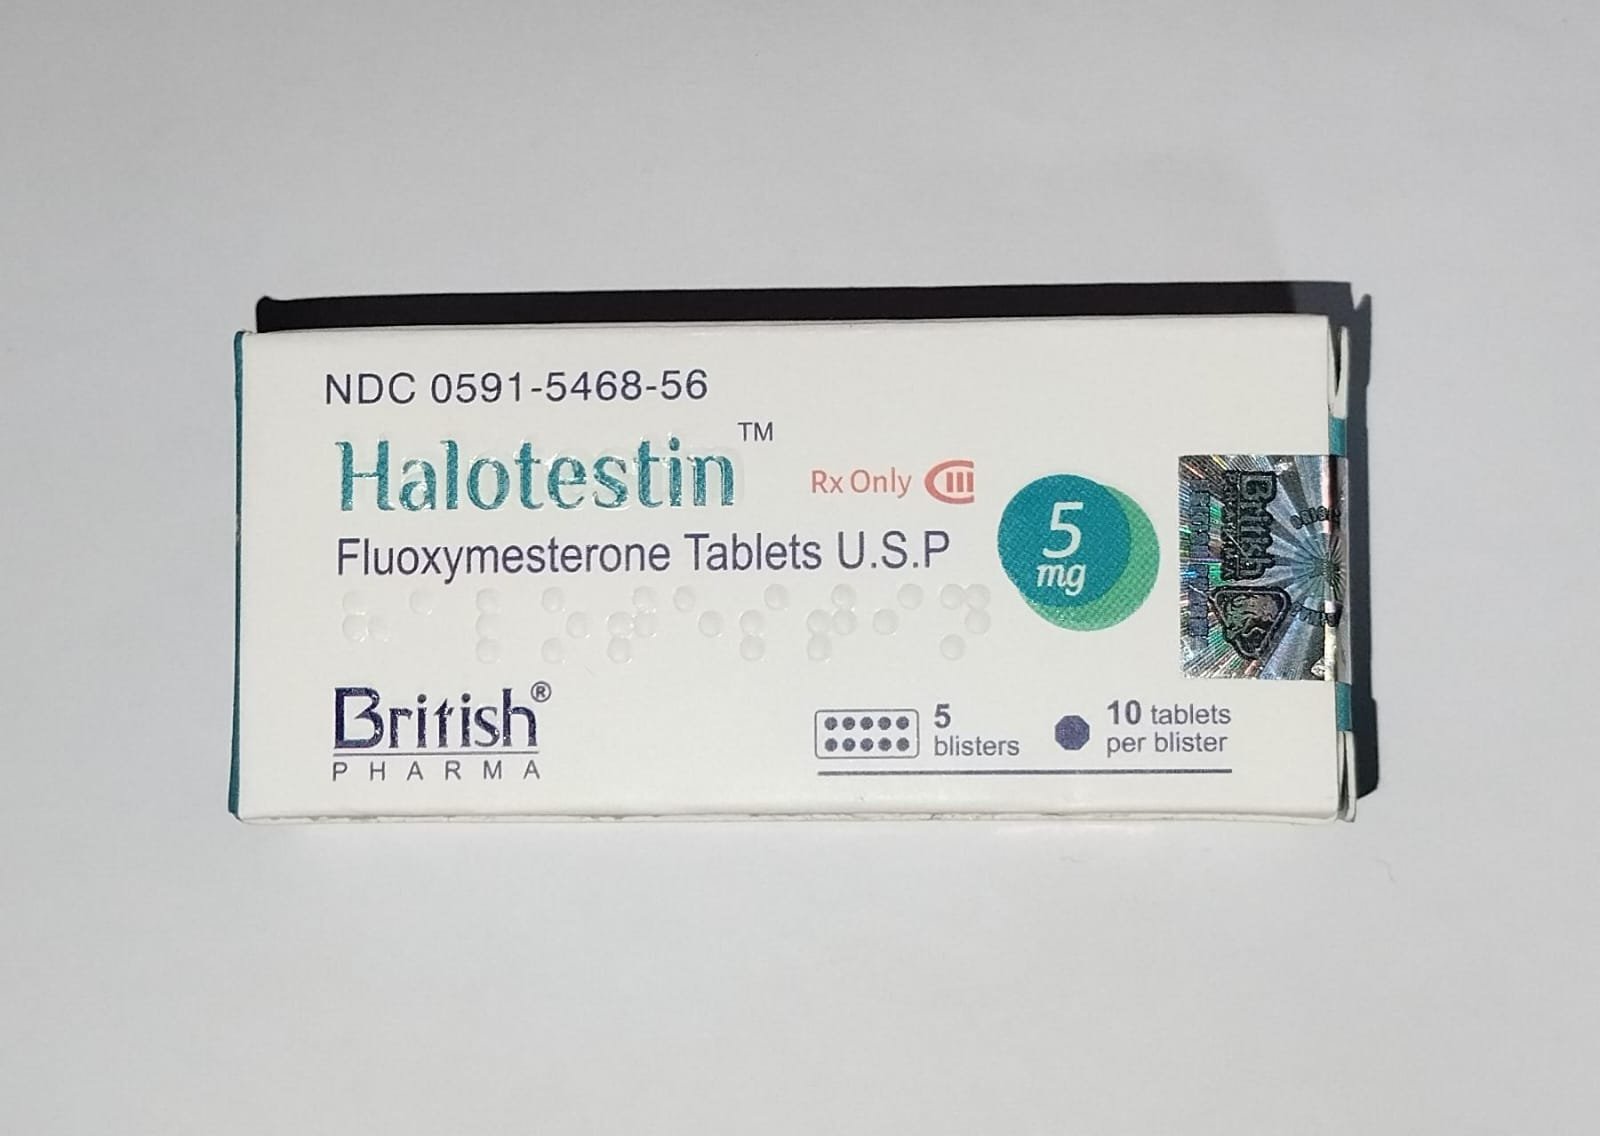 NDC 0591-5468-56
Halotestin™
Rx Only CIII
Fluoxymesterone Tablets U.S.P
5
mg
British®
PHARMA
5
blisters
10 tablets
per blister
British